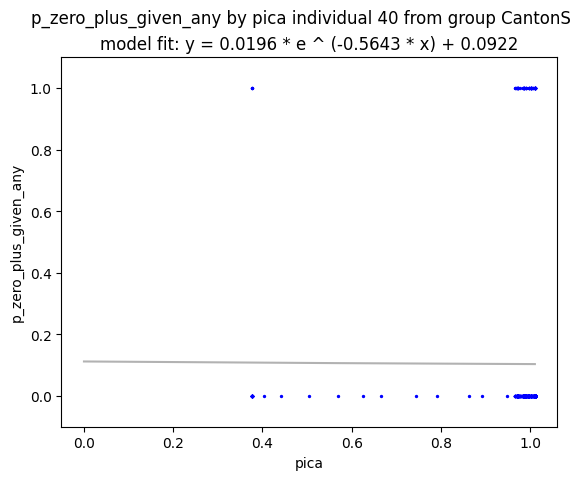 p_zero_plus_given_any by pica individual 40 from group CantonS
model fit: y = 0.0196 * e ^ (-0.5643 * x) + 0.0922
1.0
0.8
0.6
0.4
0.2
0.0
p_zero_plus_given_any
0.0 0.2 0.4 0.6 0.8 1.0
pica